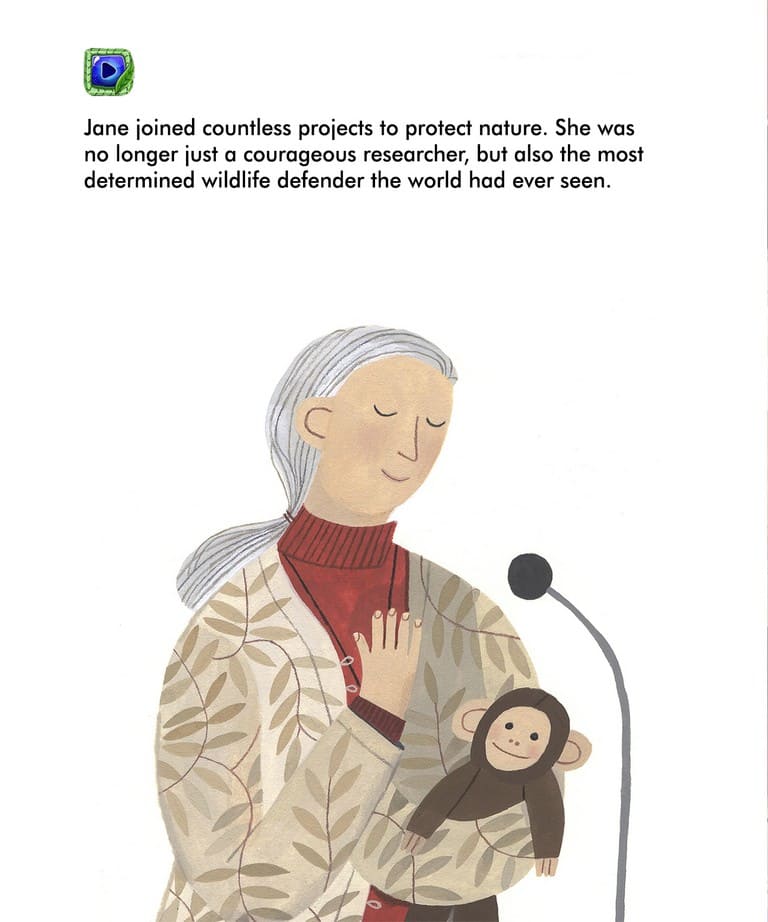 Jane joined countless projects to protect nature. She was
no longer just a courageous researcher, but also the most
determined wildlife defender the world had ever seen.